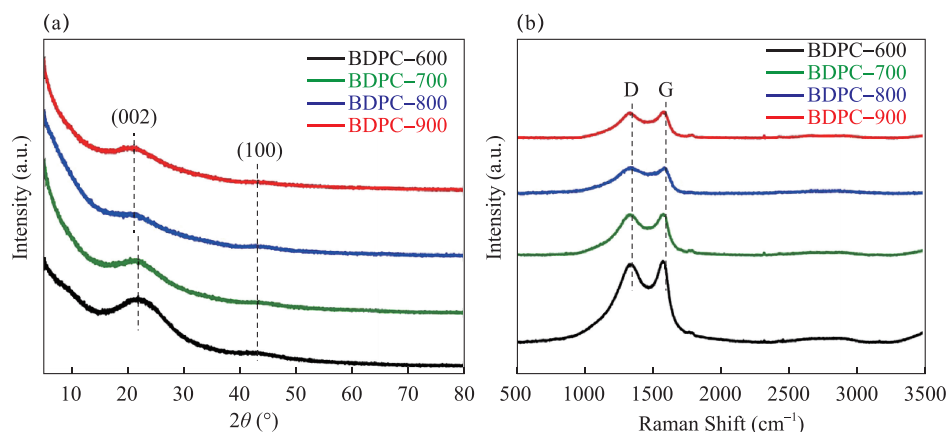 (a)
BDPC−600
BDPC−700
BDPC−800
BDPC−900
(002)
(100)
Intensity (a.u.)
10 20 30 40 50 60 70 80
2θ (°)
(b)
BDPC−600
BDPC−700
BDPC−800
BDPC−900
D G
Intensity (a.u.)
500 1000 1500 2000 2500 3000 3500
Raman Shift (cm⁻¹)